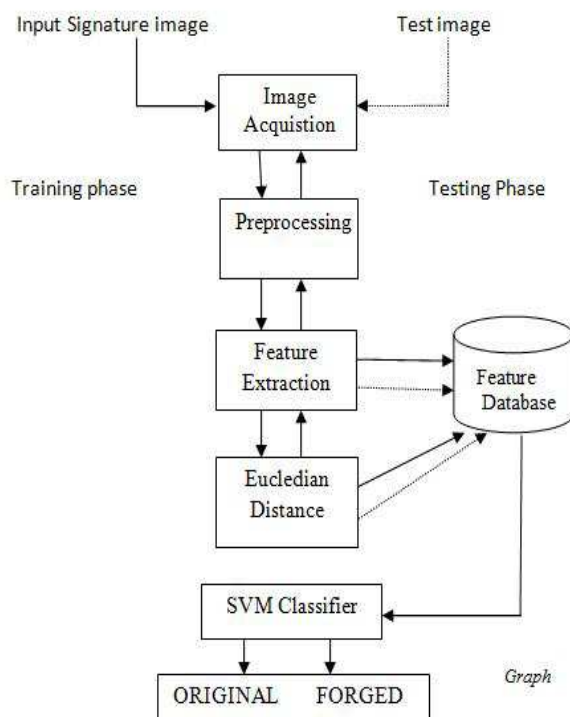 Input Signature image
Test image
Image
Acquistion
Training phase
Testing Phase
Preprocessing
Feature
Extraction
Feature
Database
Eucledian
Distance
SVM Classifier
Graph
ORIGINAL FORGED